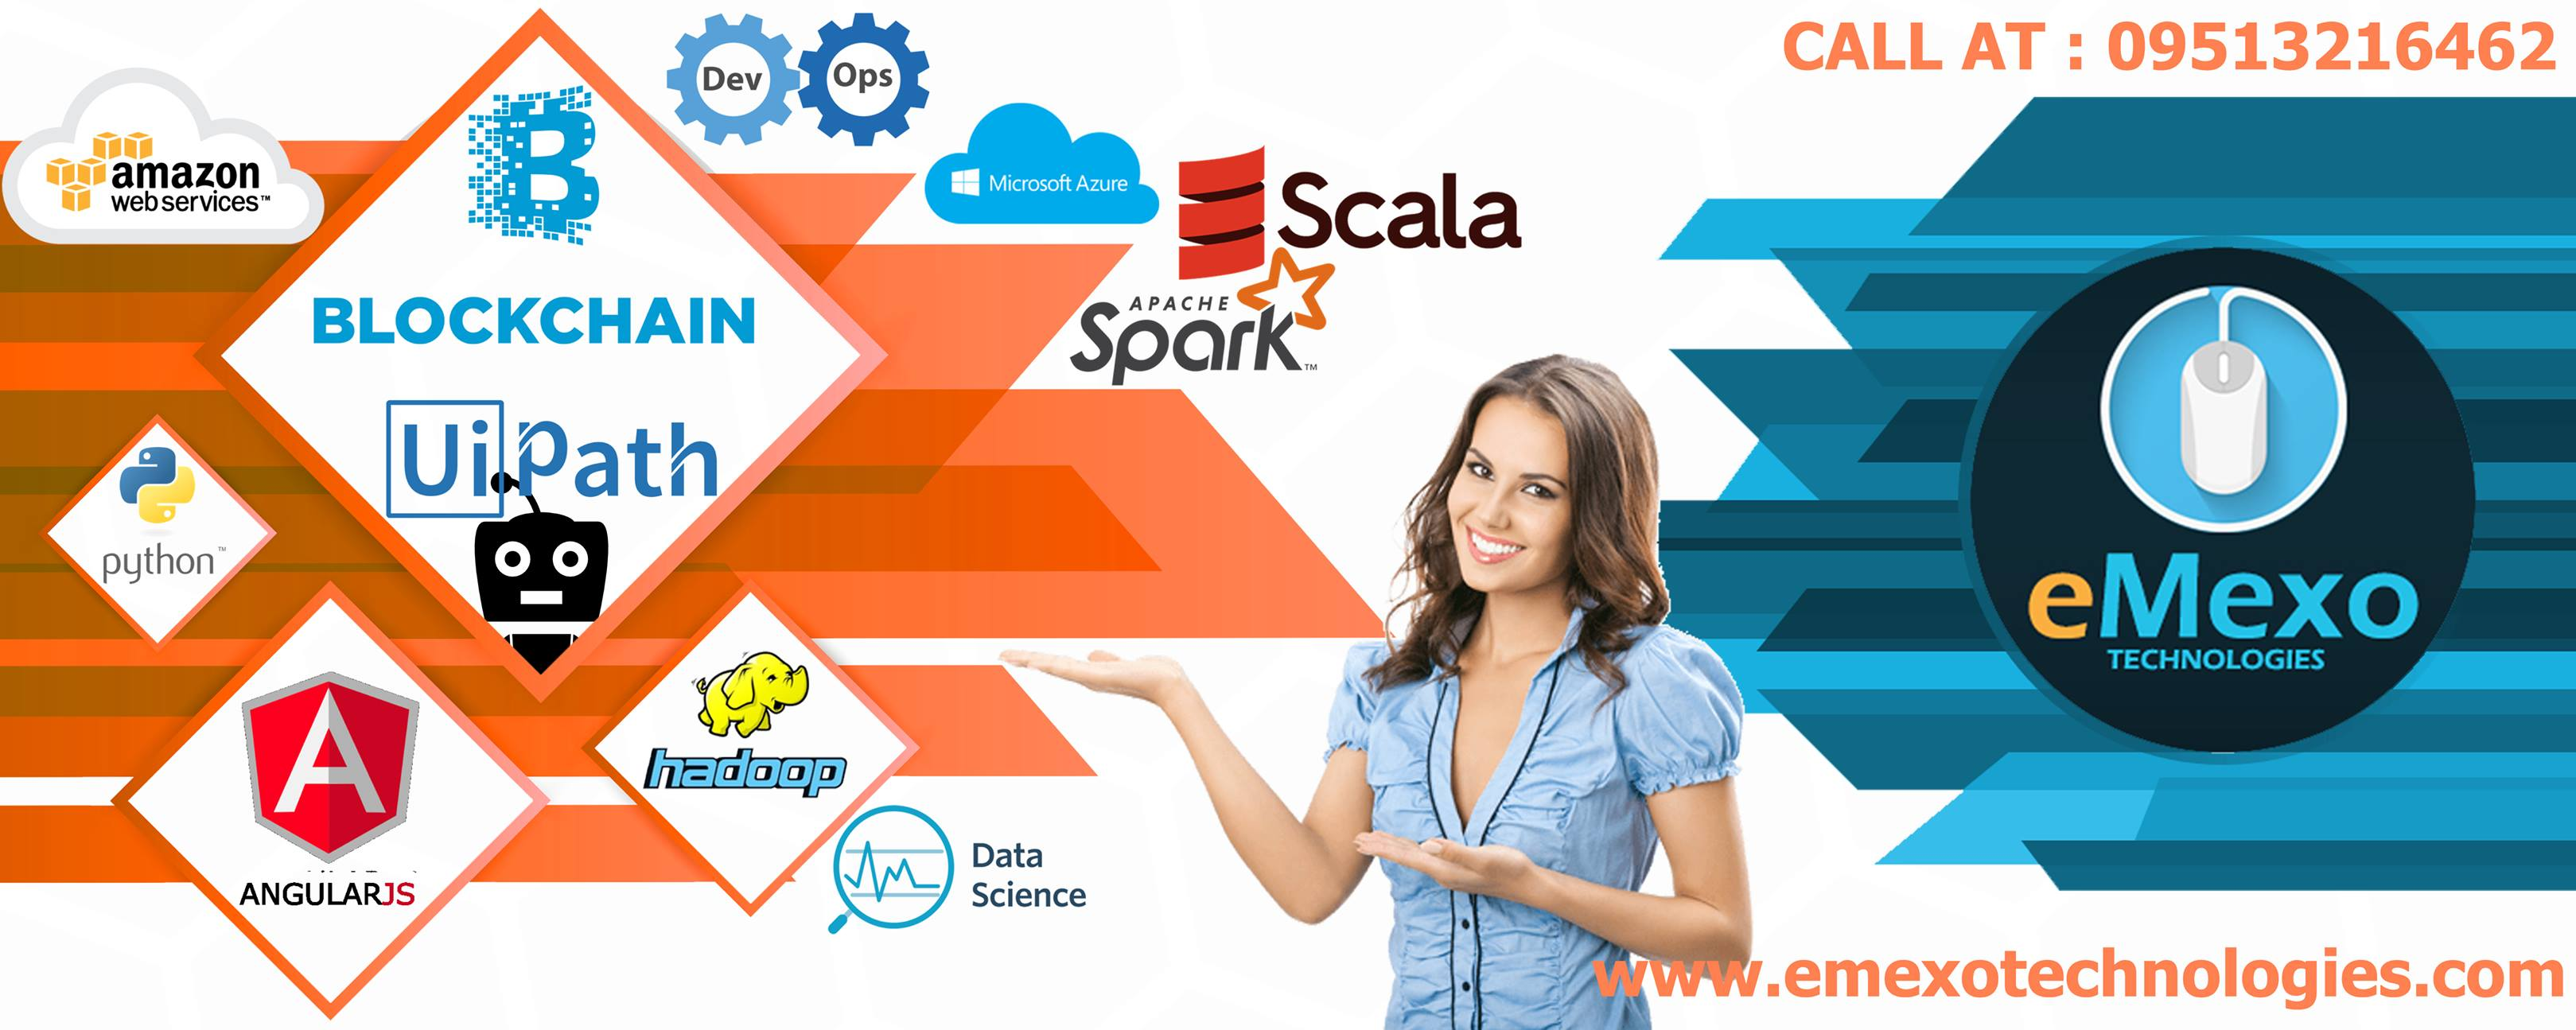 CALL AT : 09513216462
Dev Ops
amazon
web services™
B
BLOCKCHAIN
Microsoft Azure
Scala
APACHE
Spark™
UiPath
python™
A
ANGULARJS
hadoop
Data
Science
eMexo
TECHNOLOGIES
www.emexotechnologies.com